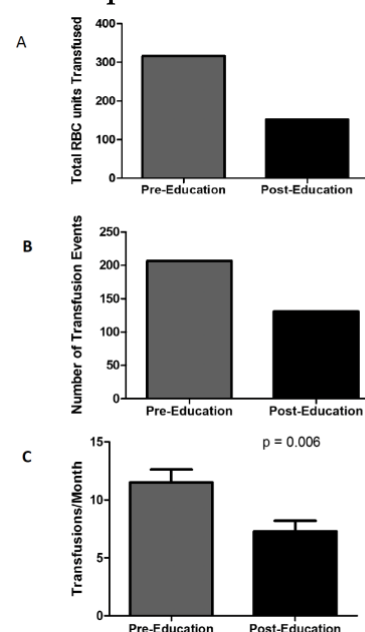 A
Total RBC units Transfused
400
300
200
100
0
Pre-Education Post-Education
B
Number of Transfusion Events
250
200
150
100
50
0
Pre-Education Post-Education
C
p = 0.006
Transfusions/Month
15
10
5
0
Pre-Education Post-Education